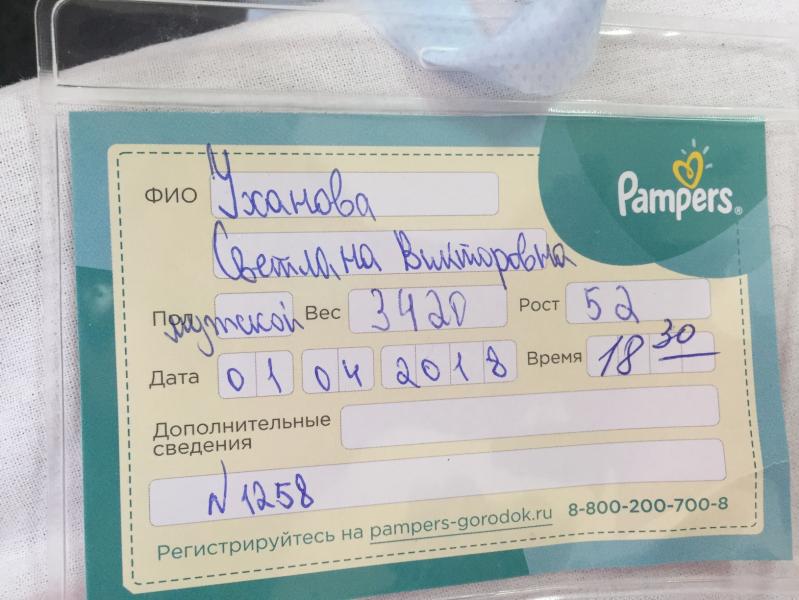 Pampers®
ФИО Уханова
Светлана Викторовна
Пол мужской Вес 3420 Рост 52
Дата 01 04 2018 Время 18 30
Дополнительные
сведения
N 1258
Регистрируйтесь на pampers-gorodok.ru 8-800-200-700-8